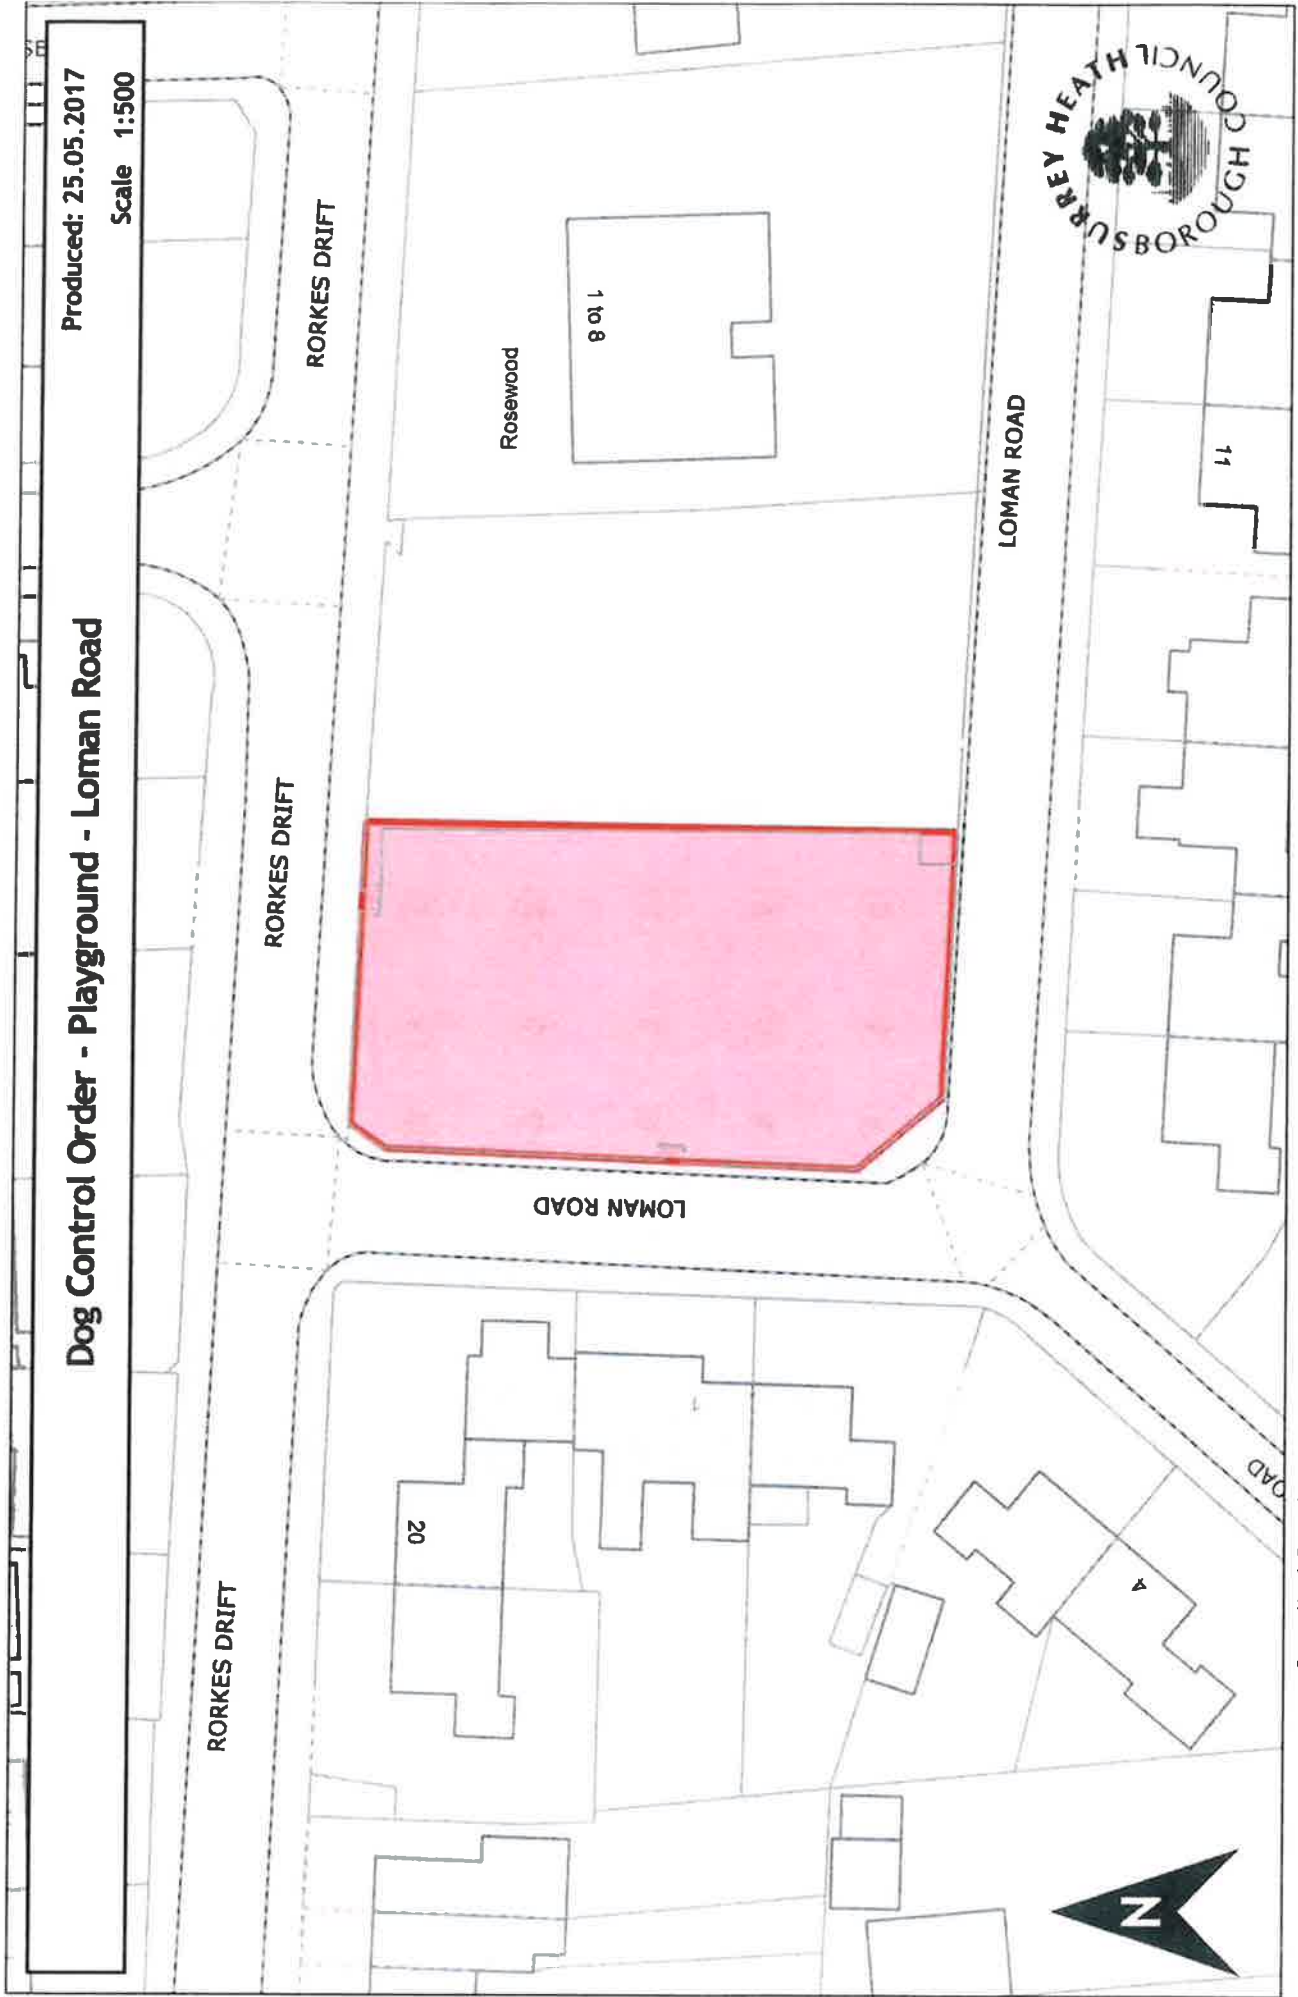 Dog Control Order - Playground - Loman Road
Produced: 25.05.2017
Scale 1:500
RORKES DRIFT
RORKES DRIFT
RORKES DRIFT
Rosewood
1 to 8
LOMAN ROAD
LOMAN ROAD
11
20
4
OAD
SURREY HEATH
BOROUGH COUNCIL
N